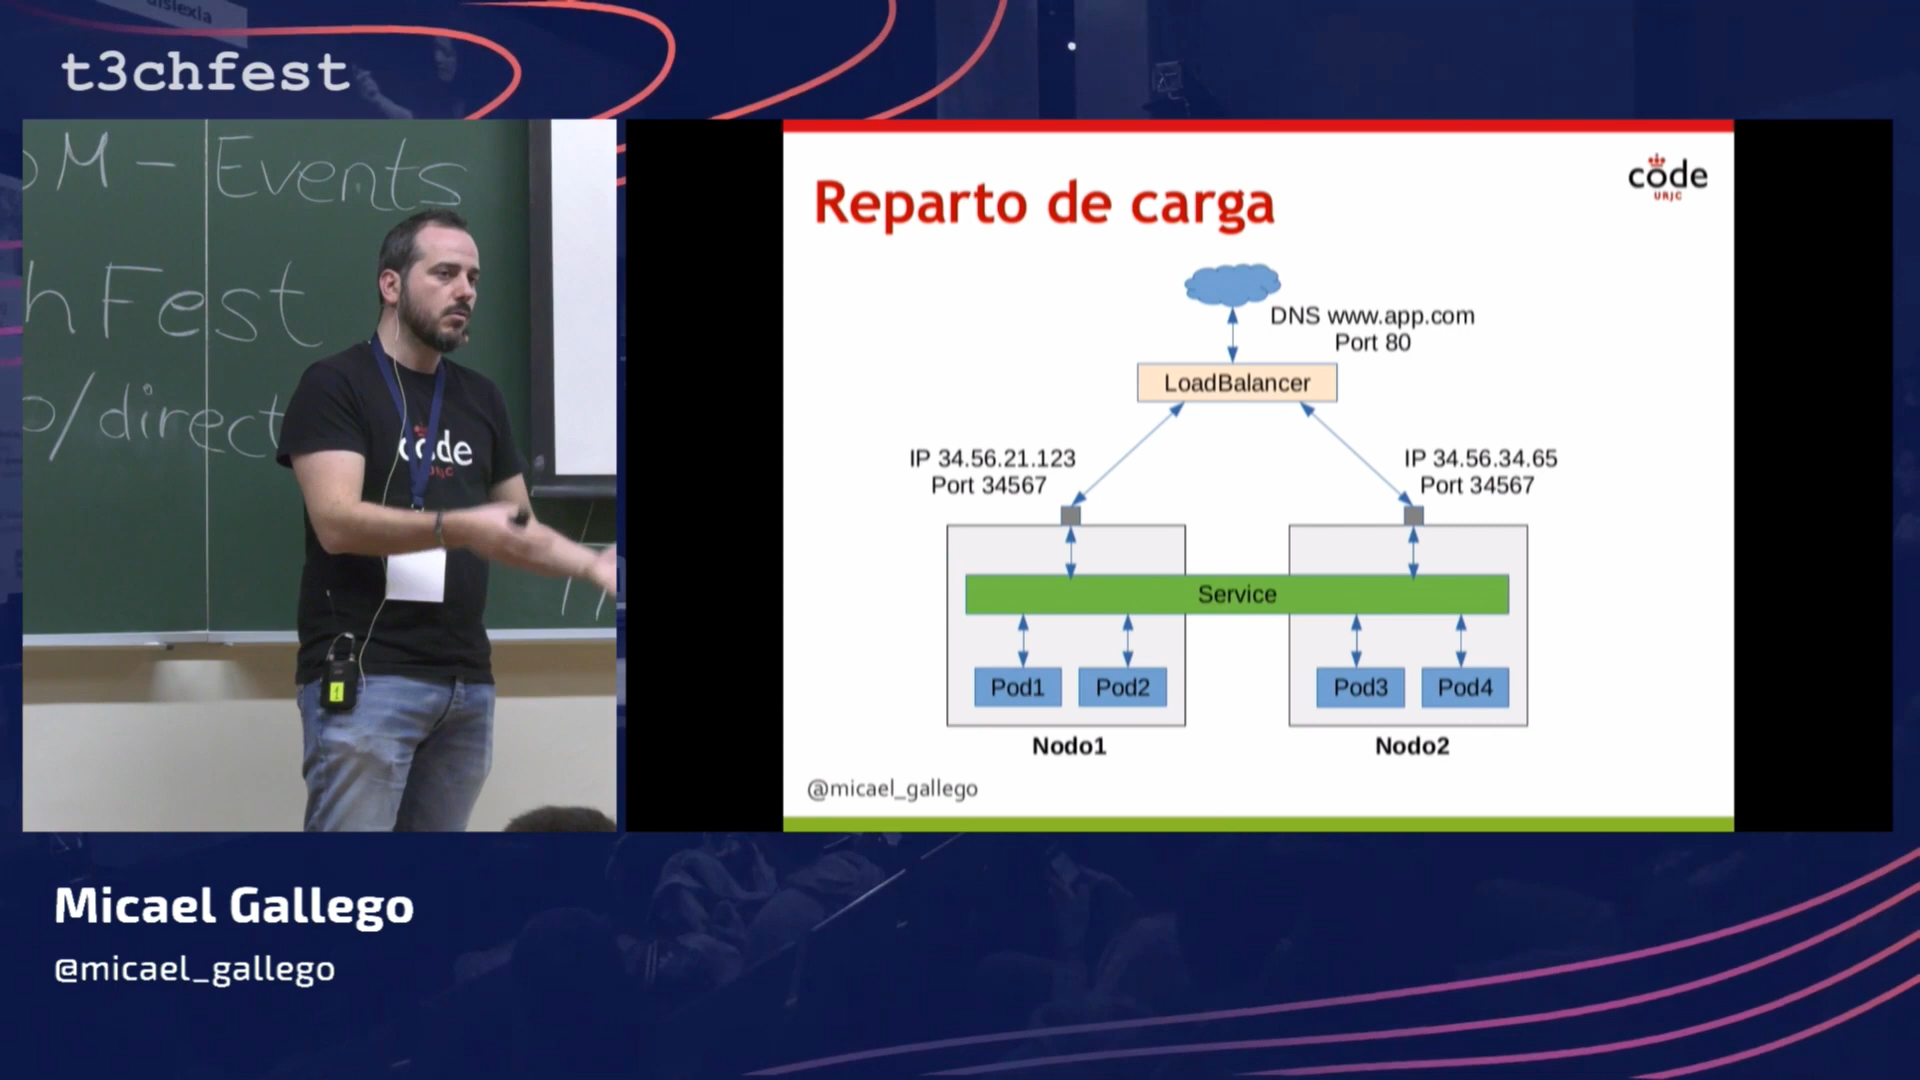 t3chfest
M - Events
hFest
o/direct
code
URJC
Reparto de carga
code
URJC
DNS www.app.com
Port 80
LoadBalancer
IP 34.56.21.123
Port 34567
IP 34.56.34.65
Port 34567
Service
Pod1
Pod2
Pod3
Pod4
Nodo1
Nodo2
@micael_gallego
1
Micael Gallego
@micael_gallego